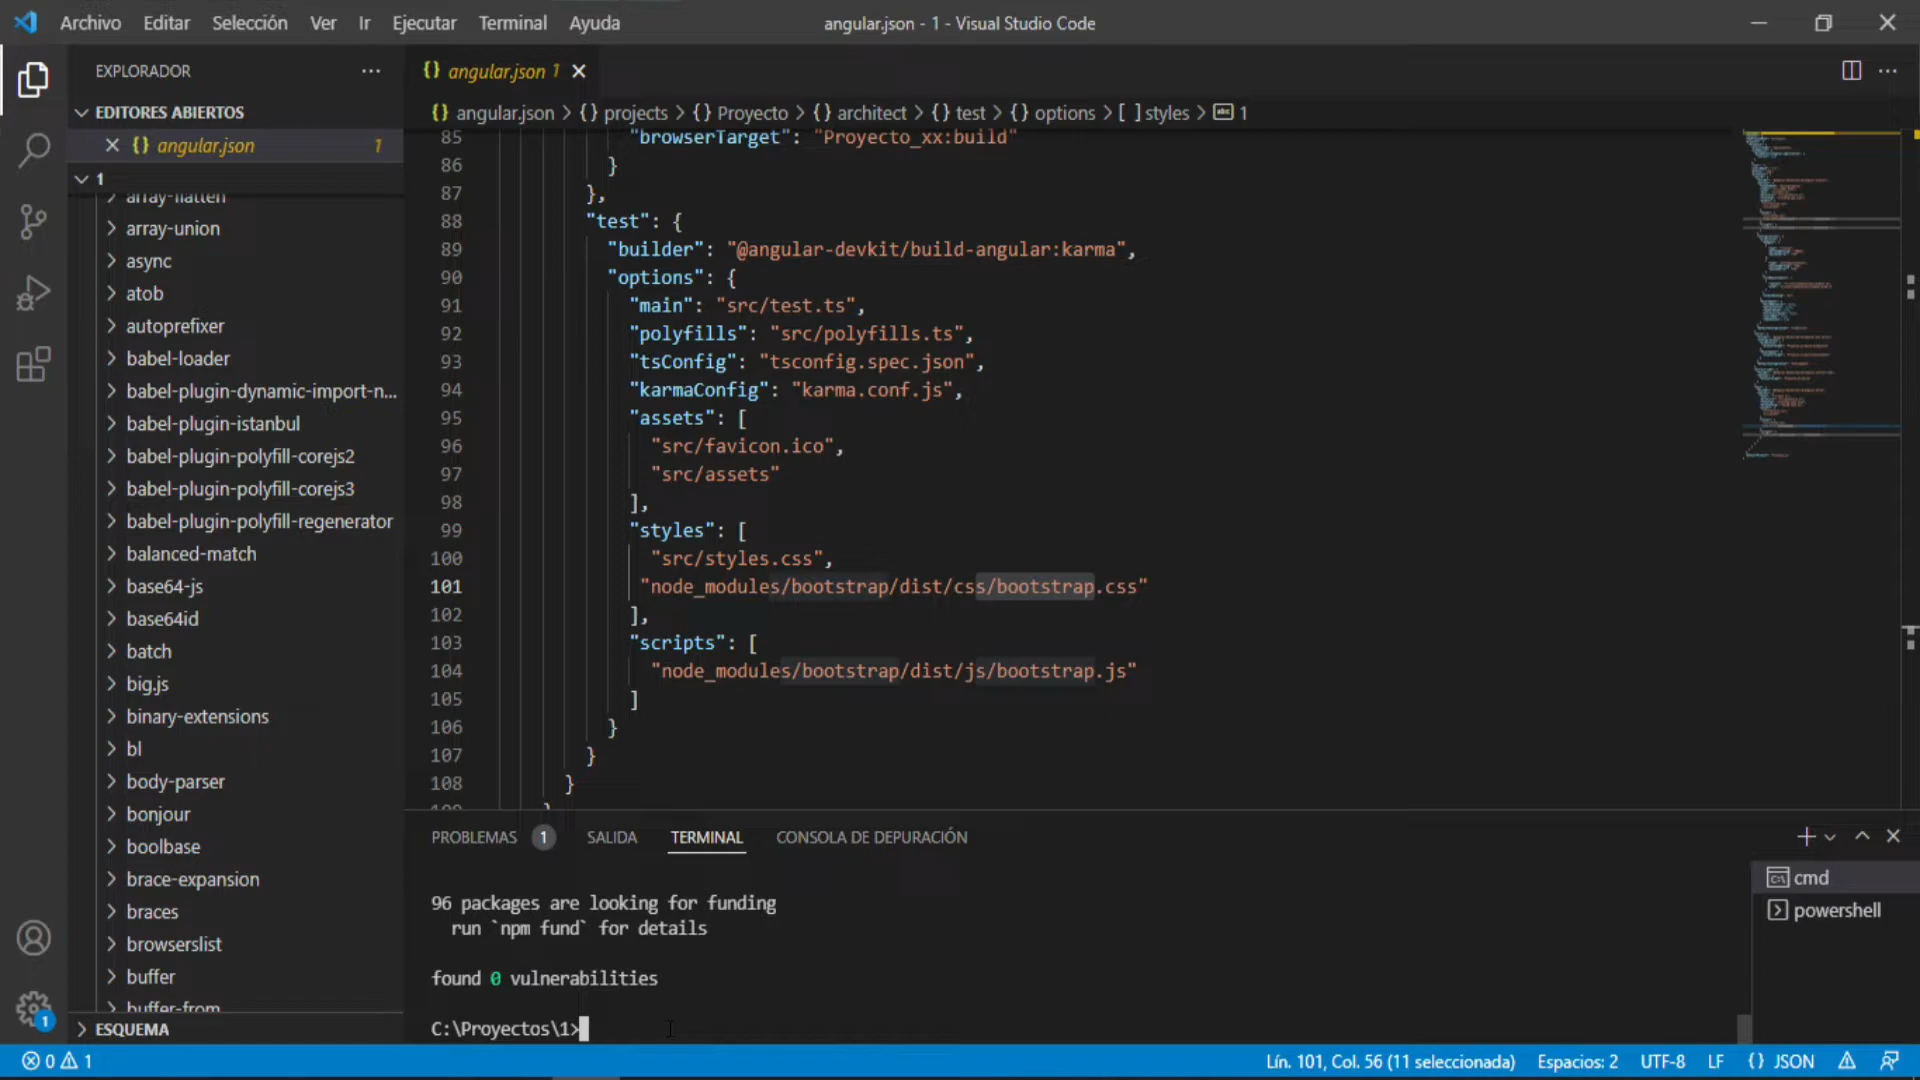 Archivo Editar Selección Ver Ir Ejecutar Terminal Ayuda
angular.json - 1 - Visual Studio Code
EXPLORADOR
EDITORES ABIERTOS
angular.json 1
1
array-flatten
array-union
async
atob
autoprefixer
babel-loader
babel-plugin-dynamic-import-n...
babel-plugin-istanbul
babel-plugin-polyfill-corejs2
babel-plugin-polyfill-corejs3
babel-plugin-polyfill-regenerator
balanced-match
base64-js
base64id
batch
big.js
binary-extensions
bl
body-parser
bonjour
boolbase
brace-expansion
braces
browserslist
buffer
buffer-from
ESQUEMA
{} angular.json 1
{} angular.json > {} projects > {} Proyecto > {} architect > {} test > {} options > [ ] styles > abc 1
85 "browserTarget": "Proyecto_xx:build"
86 }
87 },
88 "test": {
89 "builder": "@angular-devkit/build-angular:karma",
90 "options": {
91 "main": "src/test.ts",
92 "polyfills": "src/polyfills.ts",
93 "tsConfig": "tsconfig.spec.json",
94 "karmaConfig": "karma.conf.js",
95 "assets": [
96 "src/favicon.ico",
97 "src/assets"
98 ],
99 "styles": [
100 "src/styles.css",
101 "node_modules/bootstrap/dist/css/bootstrap.css"
102 ],
103 "scripts": [
104 "node_modules/bootstrap/dist/js/bootstrap.js"
105 ]
106 }
107 }
108 }
109 }
PROBLEMAS 1 SALIDA TERMINAL CONSOLA DE DEPURACIÓN
96 packages are looking for funding
run `npm fund` for details
found 0 vulnerabilities
C:\Proyectos\1>
cmd
powershell
1
0 1
Lín. 101, Col. 56 (11 seleccionada) Espacios: 2 UTF-8 LF {} JSON